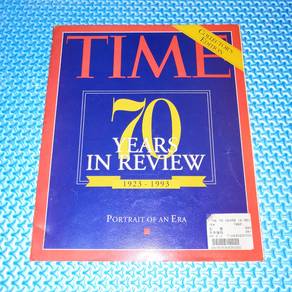 TIME
COLLECTOR'S
EDITION
70
YEARS
IN REVIEW
1923 - 1993
PORTRAIT OF AN ERA